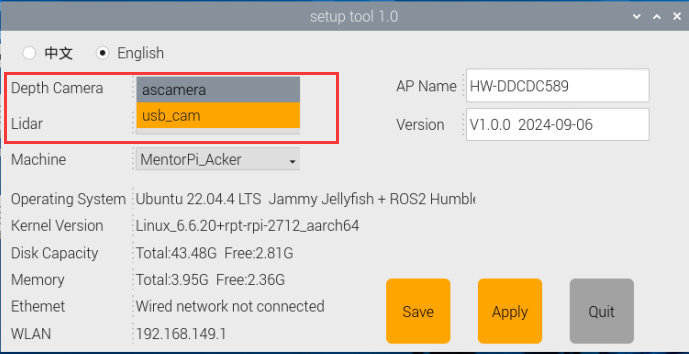 setup tool 1.0
中文 English
Depth Camera ascamera AP Name HW-DDCDC589
usb_cam
Lidar Version V1.0.0 2024-09-06
Machine MentorPi_Acker
Operating System Ubuntu 22.04.4 LTS Jammy Jellyfish + ROS2 Humble
Kernel Version Linux_6.6.20+rpt-rpi-2712_aarch64
Disk Capacity Total:43.48G Free:2.81G
Memory Total:3.95G Free:2.36G
Ethemet Wired network not connected
WLAN 192.168.149.1
Save Apply Quit